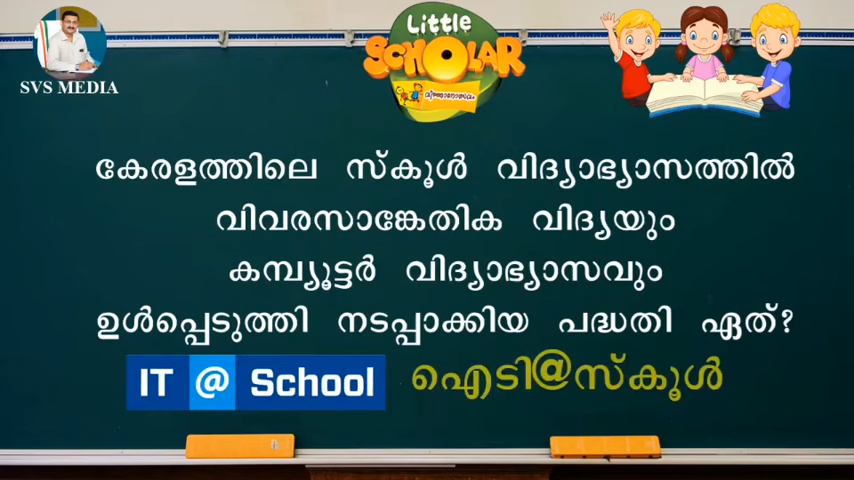 SVS MEDIA
Little
SCHOLAR
വിജ്ഞാനോത്സവം
കേരളത്തിലെ സ്കൂൾ വിദ്യാഭ്യാസത്തിൽ
വിവരസാങ്കേതിക വിദ്യയും
കമ്പ്യൂട്ടർ വിദ്യാഭ്യാസവും
ഉൾപ്പെടുത്തി നടപ്പാക്കിയ പദ്ധതി ഏത്?
IT @ School ഐടി@സ്കൂൾ